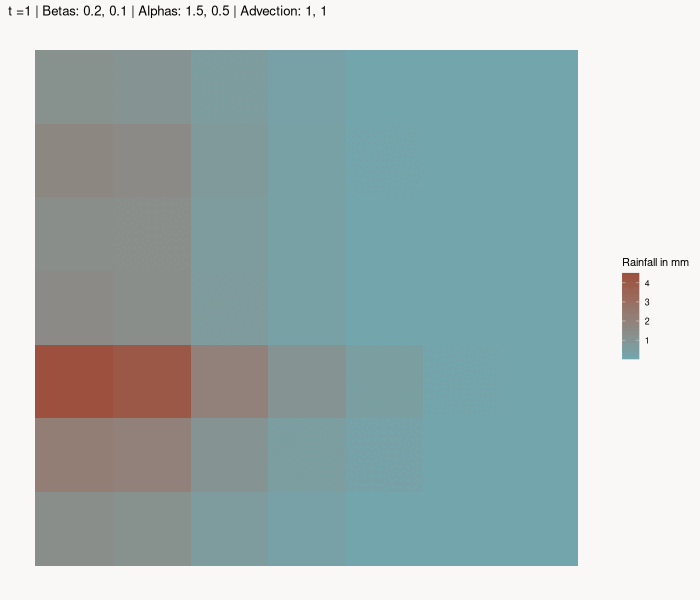 t =1 | Betas: 0.2, 0.1 | Alphas: 1.5, 0.5 | Advection: 1, 1
Rainfall in mm
4
3
2
1